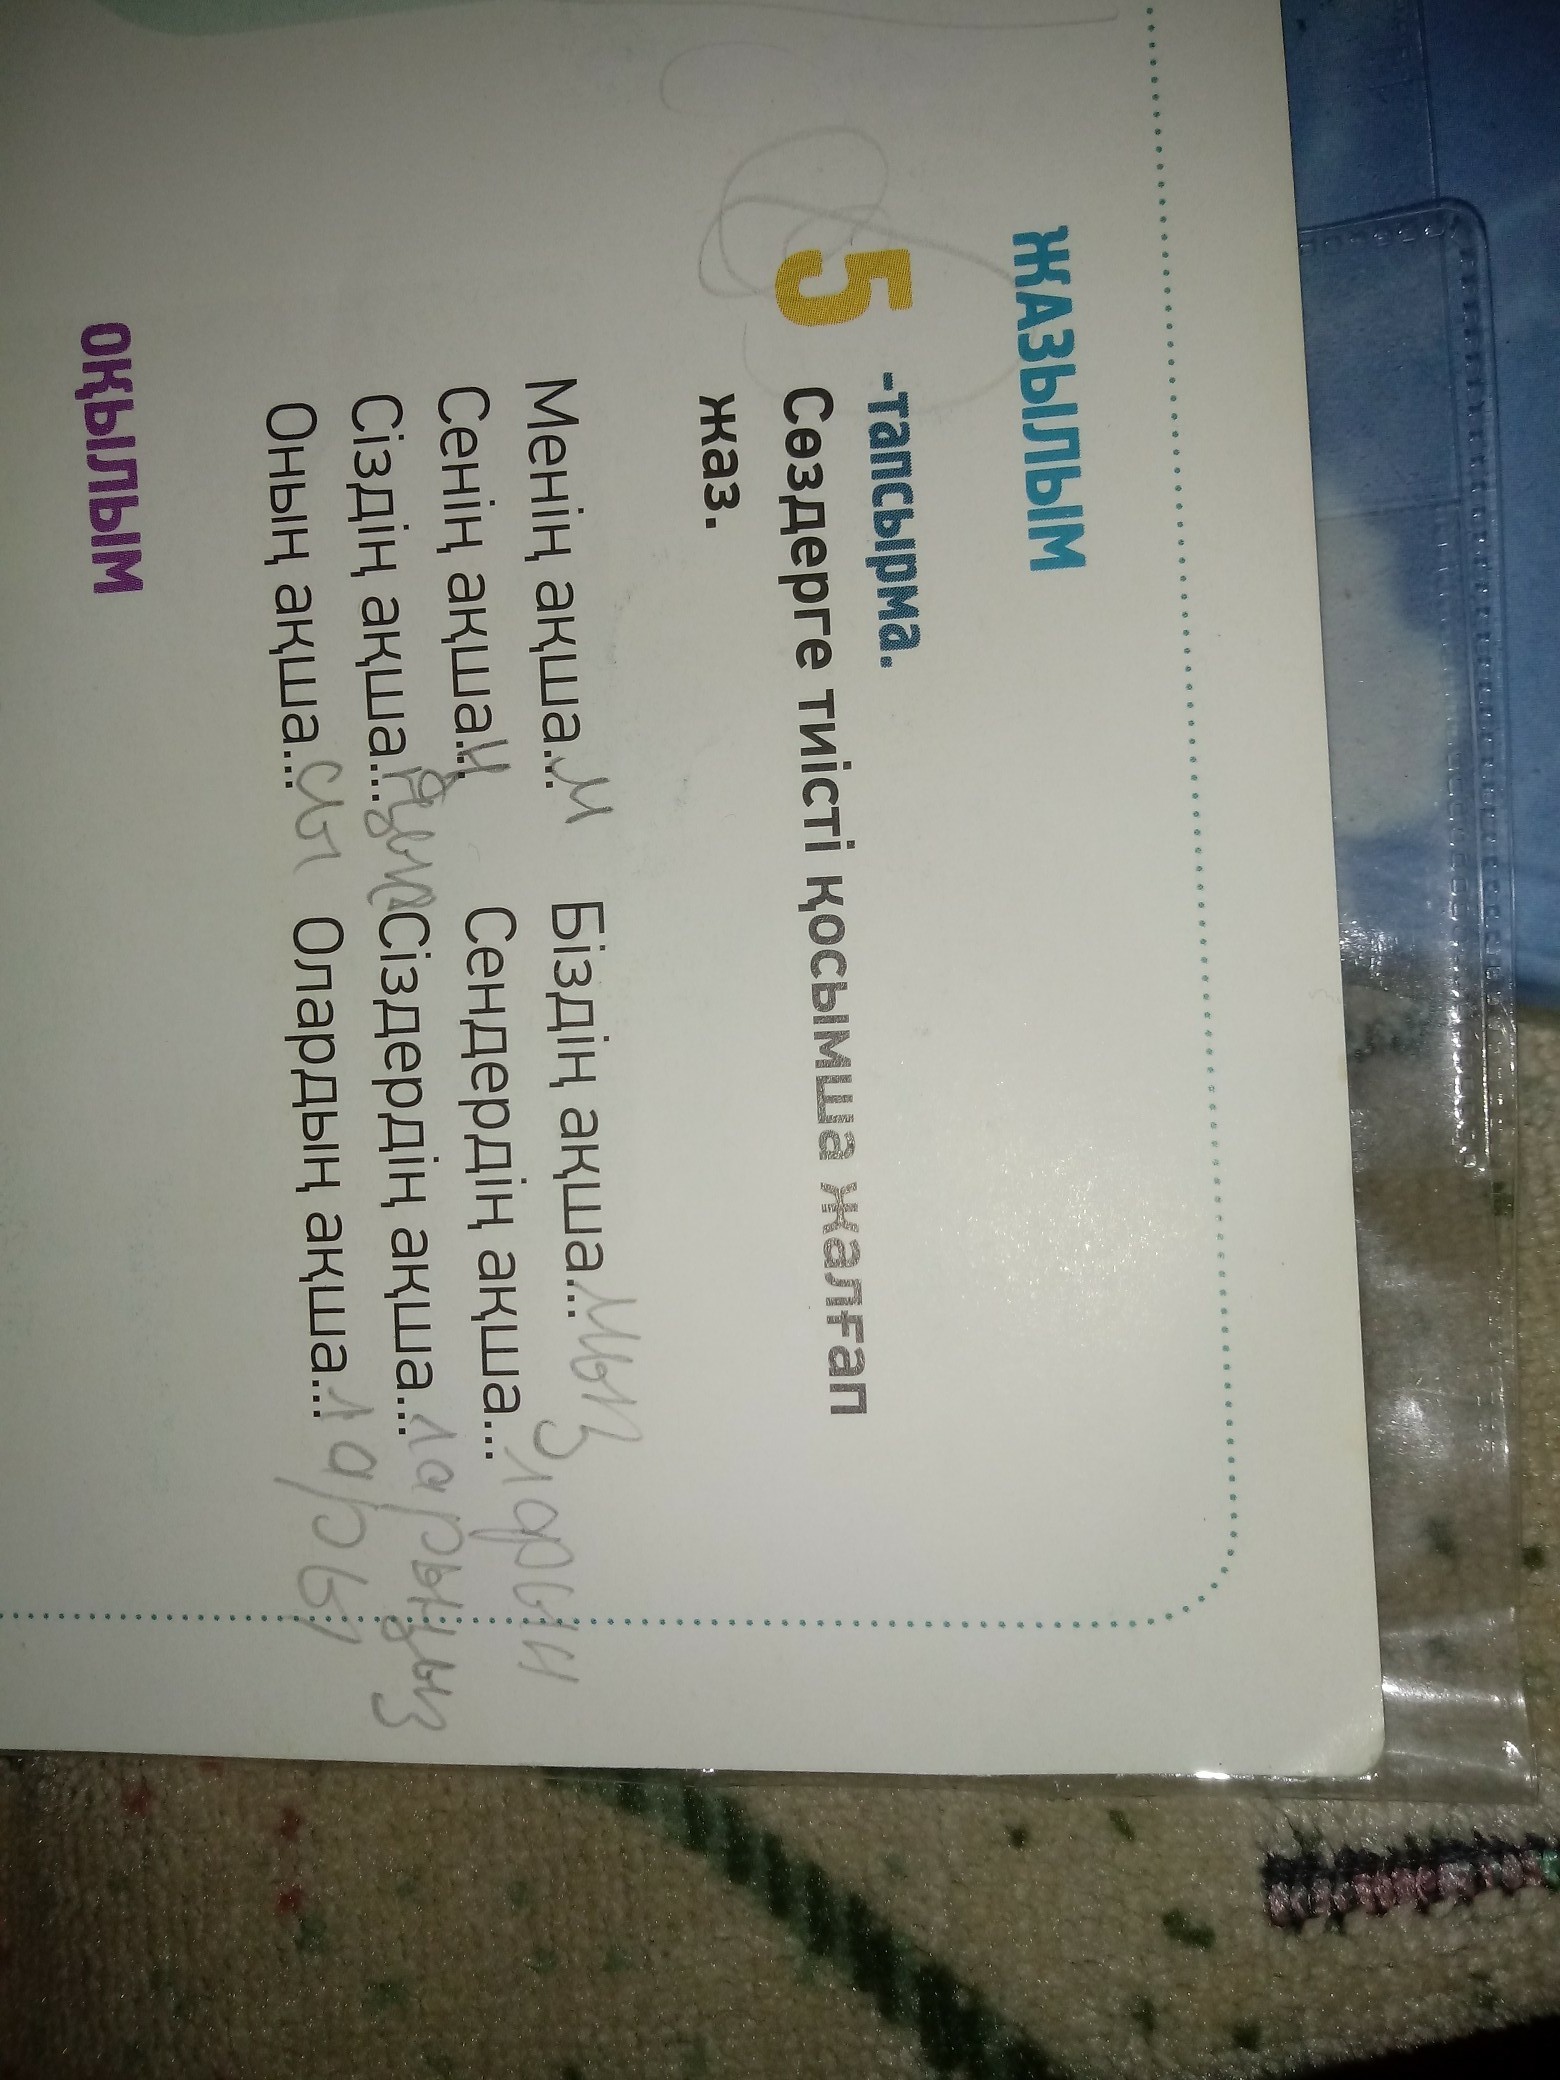 ЖАЗЫЛЫМ
5 -тапсырма.
Сөздерге тиісті қосымша жалғап
жаз.
Менің ақша... м Біздің ақша... мыз
Сенің ақша... ң Сендердің ақша... ларың
Сіздің ақша... ңыз Сіздердің ақша... ларыңыз
Оның ақша... сы Олардың ақша... лары
ОҚЫЛЫМ